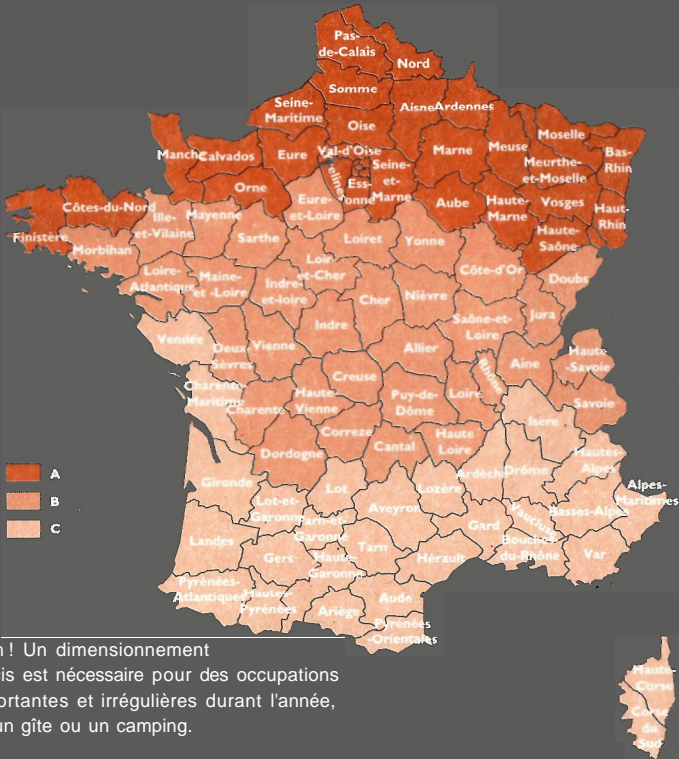 Pas-
de-Calais
Nord
Somme
Seine-
Maritime
Aisne
Ardennes
Oise
Manche
Calvados
Eure
Val-d'Oise
Marne
Meuse
Moselle
Bas-
Rhin
Meurthe-
et-Moselle
Orne
Yvelines
Ess-
onne
Seine-
et-
Marne
Aube
Haute-
Marne
Vosges
Haut-
Rhin
Haute-
Saône
Finistère
Côtes-du-Nord
Morbihan
Ille-
et-Vilaine
Mayenne
Eure-
et-Loire
Sarthe
Loiret
Yonne
Côte-d'Or
Doubs
Loire-
Atlantique
Maine-
et -Loire
Loir
et-Cher
Indre-
et-loire
Cher
Nièvre
Saône-et-
Loire
Jura
Vendée
Deux-
Sèvres
Vienne
Indre
Allier
Rhône
Aine
Haute
-Savoie
Charente-
Maritime
Charente
Haute-
Vienne
Creuse
Puy-de-
Dôme
Loire
Savoie
Isère
Dordogne
Correze
Cantal
Haute
Loire
Ardèche
Drôme
Hautes-
Alpes
A
B
C
Gironde
Lot-et-
Garonne
Lot
Aveyron
Lozère
Alpes-
Maritimes
Basses-Alpes
Vaucluse
Landes
Tarn-et-
Garonne
Gers
Haute-
Garonne
Tarn
Hérault
Gard
Bouches-
du-Rhône
Var
Pyrénées-
Atlantiques
Hautes-
Pyrénées
Ariège
Aude
Pyrénées
-Orientales
Haute-
Corse
Corse
du
Sud
n ! Un dimensionnement
is est nécessaire pour des occupations
ortantes et irrégulières durant l'année,
un gîte ou un camping.